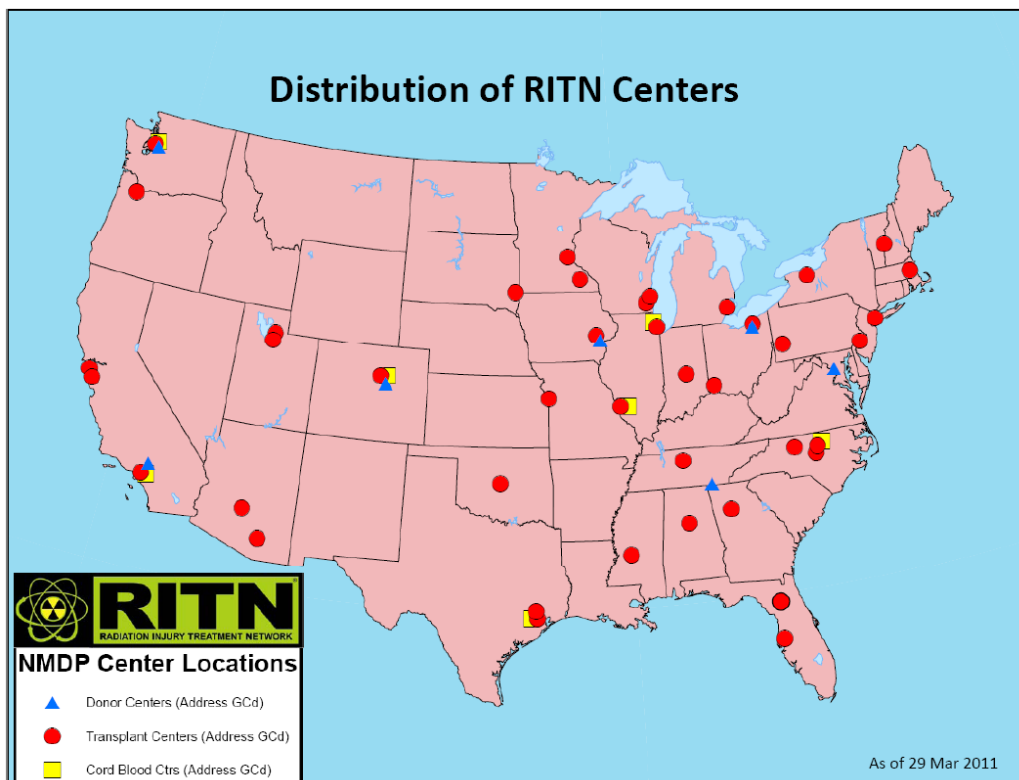 Distribution of RITN Centers
RITN
RADIATION INJURY TREATMENT NETWORK
NMDP Center Locations
Donor Centers (Address GCd)
Transplant Centers (Address GCd)
Cord Blood Ctrs (Address GCd)
As of 29 Mar 2011